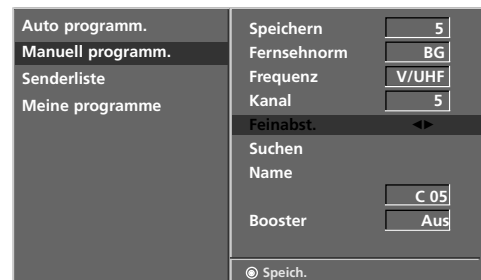 Auto programm.
Manuell programm.
Senderliste
Meine programme
Speichern 5
Fernsehnorm BG
Frequenz V/UHF
Kanal 5
Feinabst. ◀▶
Suchen
Name
C 05
Booster Aus
Speich.